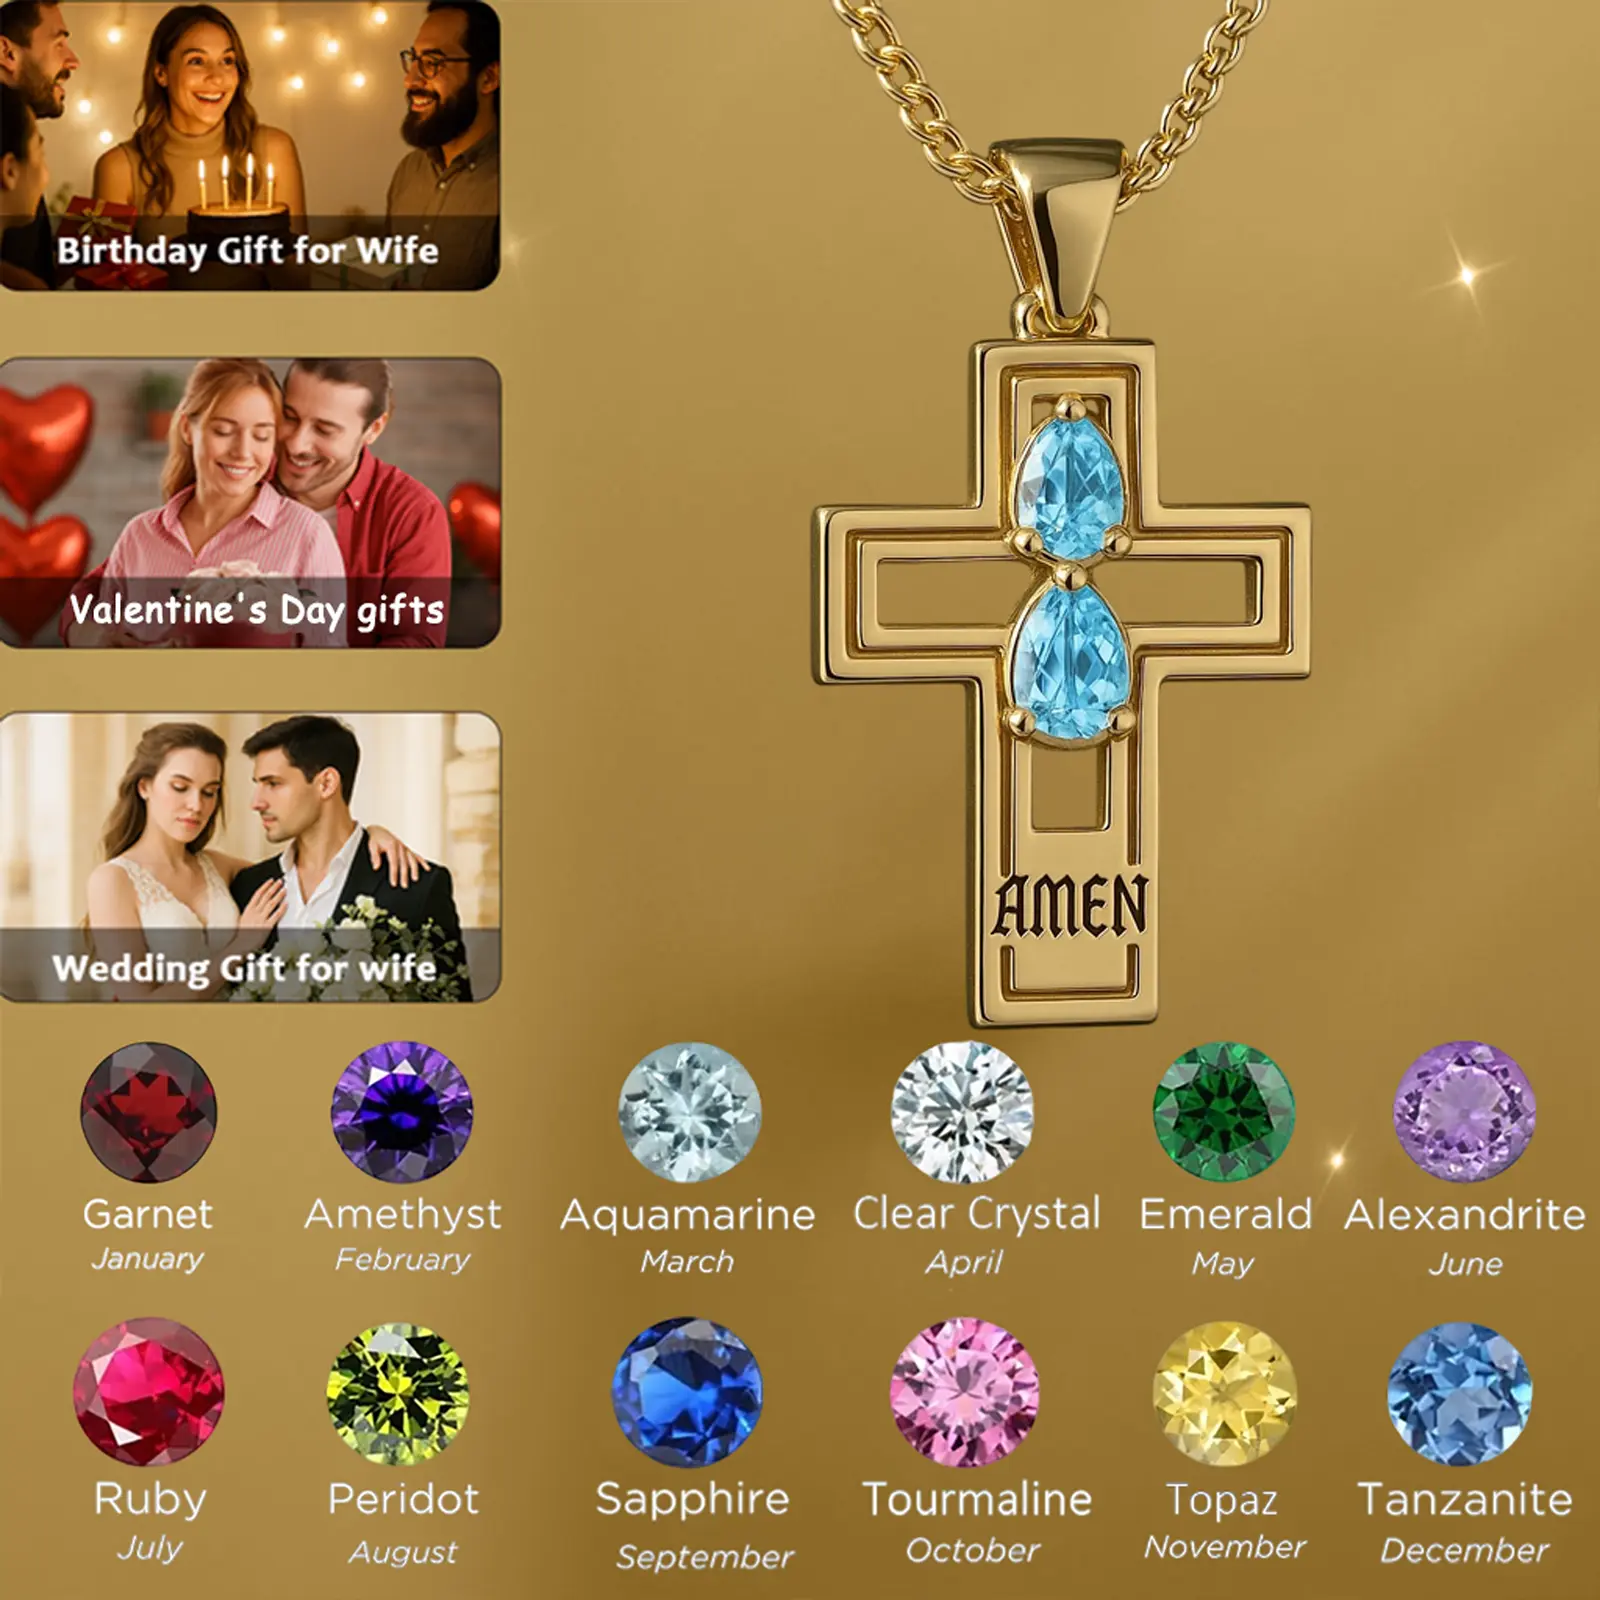 Birthday Gift for Wife
Valentine's Day gifts
Wedding Gift for wife
AMEN
Garnet
January
Amethyst
February
Aquamarine
March
Clear Crystal
April
Emerald
May
Alexandrite
June
Ruby
July
Peridot
August
Sapphire
September
Tourmaline
October
Topaz
November
Tanzanite
December